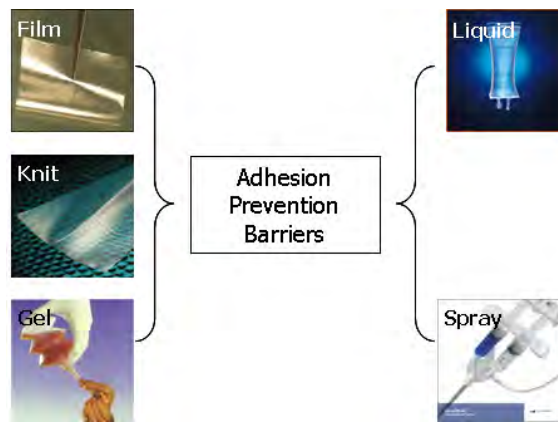 Film
Liquid
Knit
Adhesion
Prevention
Barriers
Gel
Spray